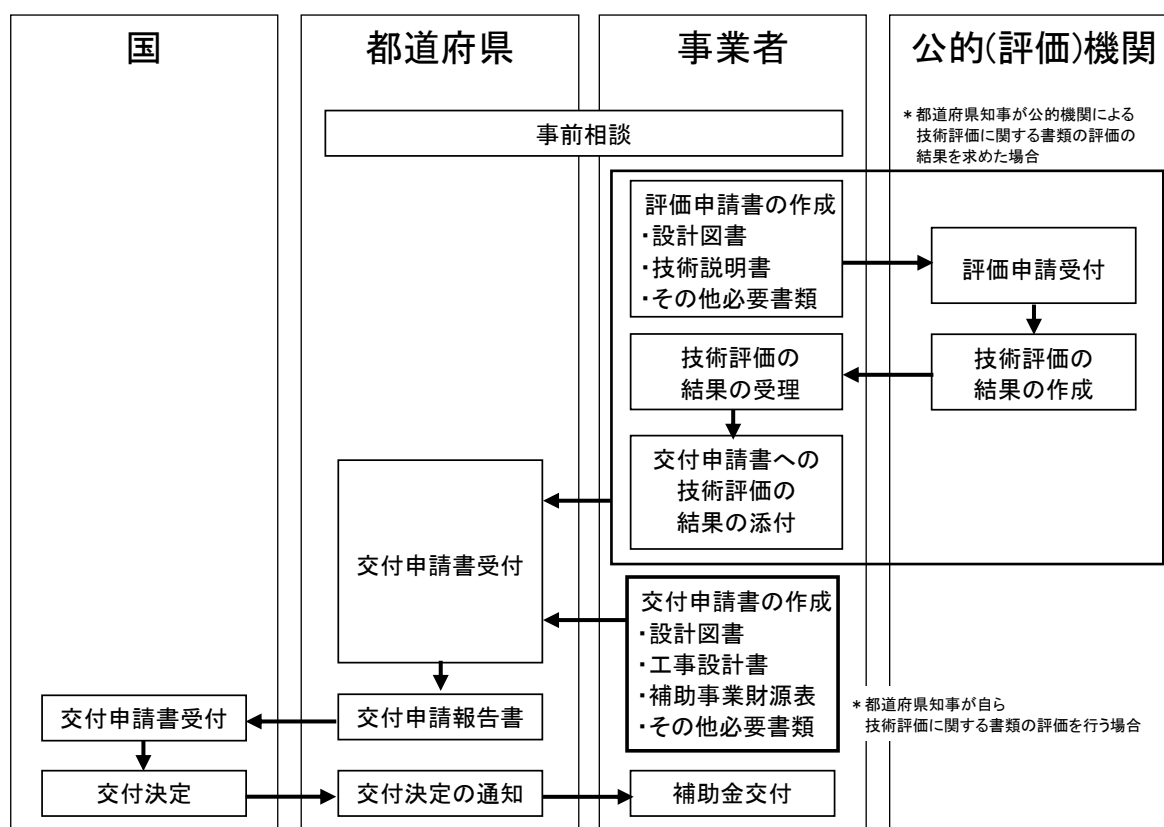 国
都道府県
事業者
公的(評価)機関
事前相談
*都道府県知事が公的機関による
技術評価に関する書類の評価の
結果を求めた場合
評価申請書の作成
・設計図書
・技術説明書
・その他必要書類
評価申請受付
技術評価の
結果の受理
技術評価の
結果の作成
交付申請書への
技術評価の
結果の添付
交付申請書受付
交付申請書の作成
・設計図書
・工事設計書
・補助事業財源表
・その他必要書類
*都道府県知事が自ら
技術評価に関する書類の評価を行う場合
交付申請書受付
交付申請報告書
交付決定
交付決定の通知
補助金交付